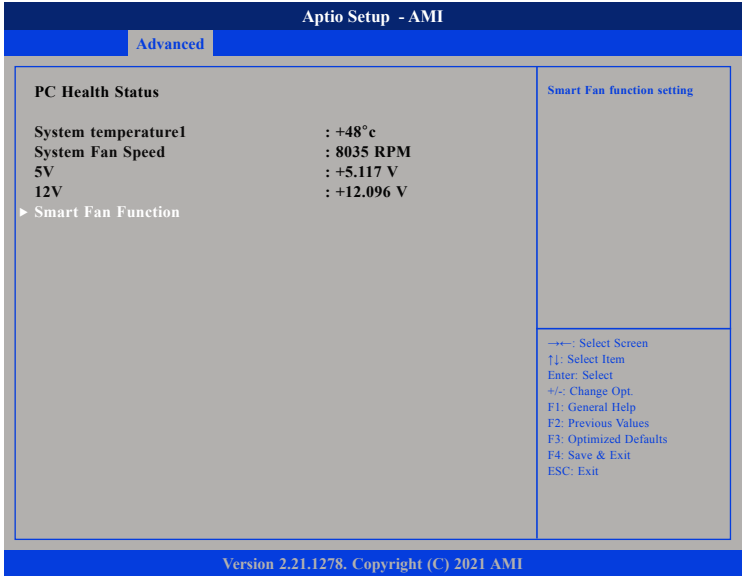 Aptio Setup - AMI
Advanced
PC Health Status
System temperature1 : +48°c
System Fan Speed : 8035 RPM
5V : +5.117 V
12V : +12.096 V
▶ Smart Fan Function
Smart Fan function setting
→←: Select Screen
↑↓: Select Item
Enter: Select
+/-: Change Opt.
F1: General Help
F2: Previous Values
F3: Optimized Defaults
F4: Save & Exit
ESC: Exit
Version 2.21.1278. Copyright (C) 2021 AMI